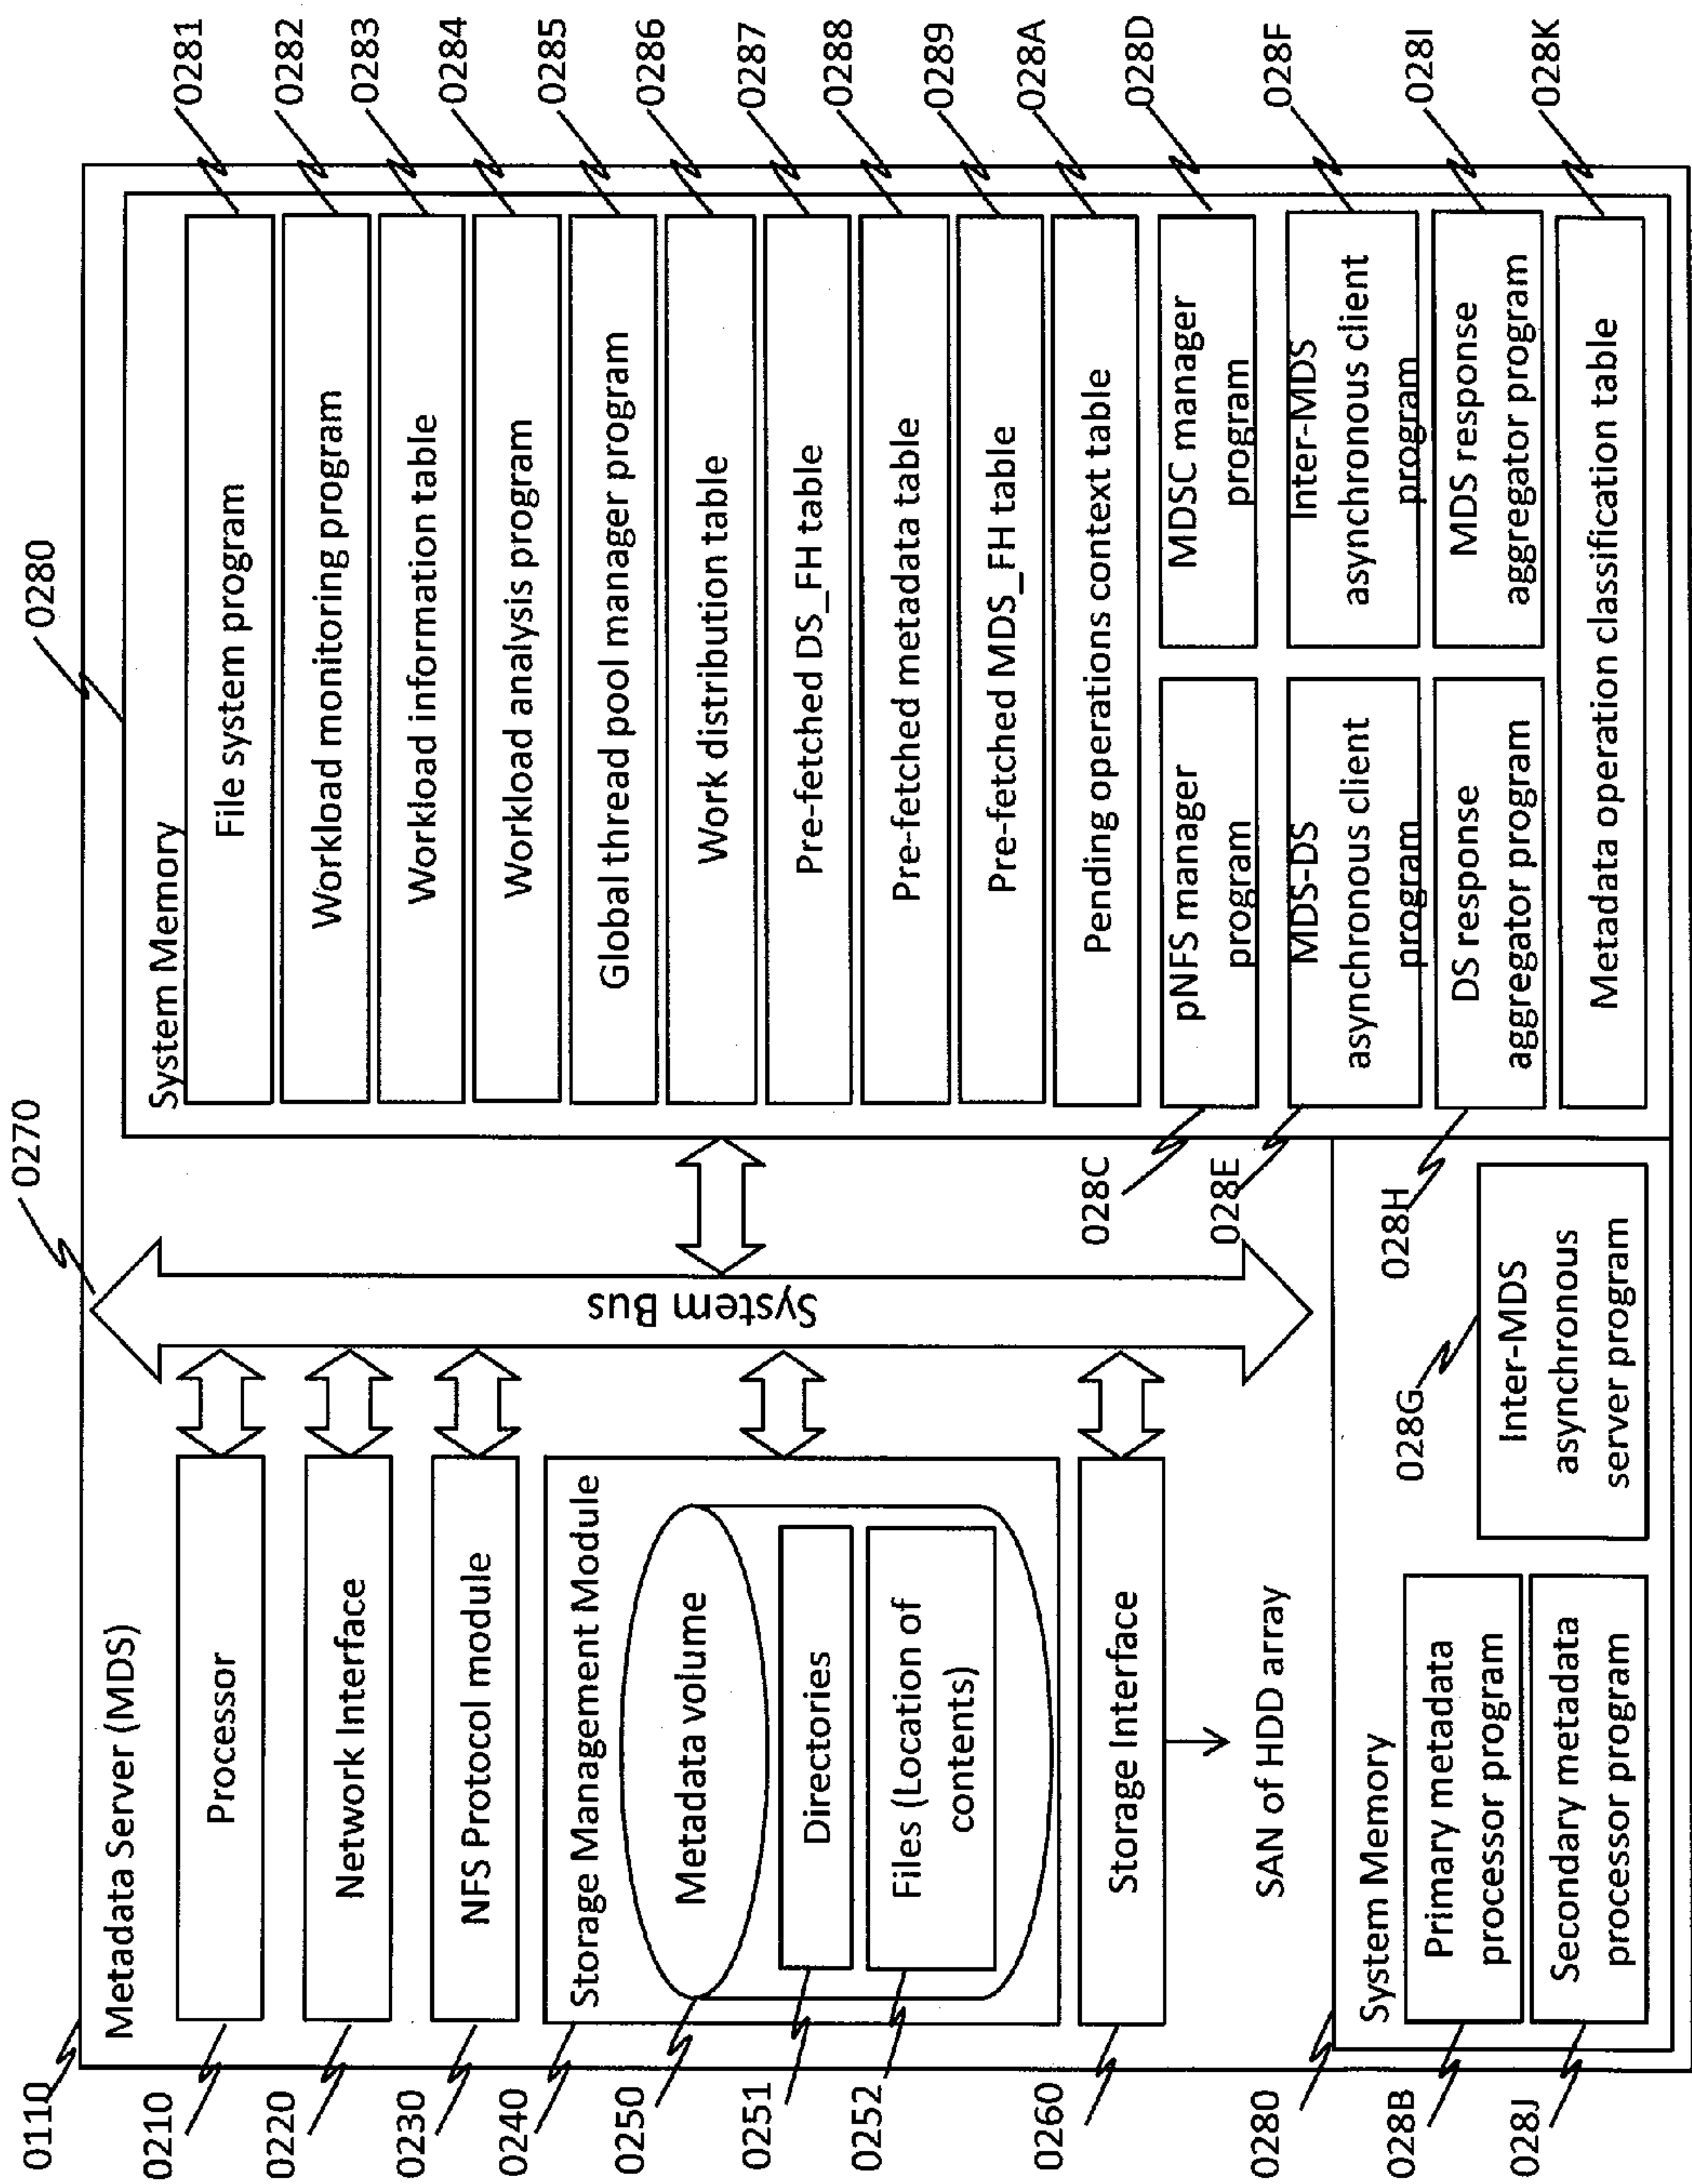 0110
Metadata Server (MDS)
0210
Processor
0220
Network Interface
0230
NFS Protocol module
0240
Storage Management Module
0250
Metadata volume
0251
Directories
0252
Files (Location of
contents)
0260
Storage Interface
SAN of HDD array
0270
System Bus
0280
System Memory
File system program
0281
Workload monitoring program
0282
Workload information table
0283
Workload analysis program
0284
Global thread pool manager program
0285
Work distribution table
0286
Pre-fetched DS_FH table
0287
Pre-fetched metadata table
0288
Pre-fetched MDS_FH table
0289
Pending operations context table
028A
028C
pNFS manager
program
MDSC manager
program
028D
028E
MDS-DS
asynchronous client
program
Inter-MDS
asynchronous client
program
028F
028H
DS response
aggregator program
MDS response
aggregator program
028I
Metadata operation classification table
028K
0280
System Memory
028B
Primary metadata
processor program
028J
Secondary metadata
processor program
028G
Inter-MDS
asynchronous
server program